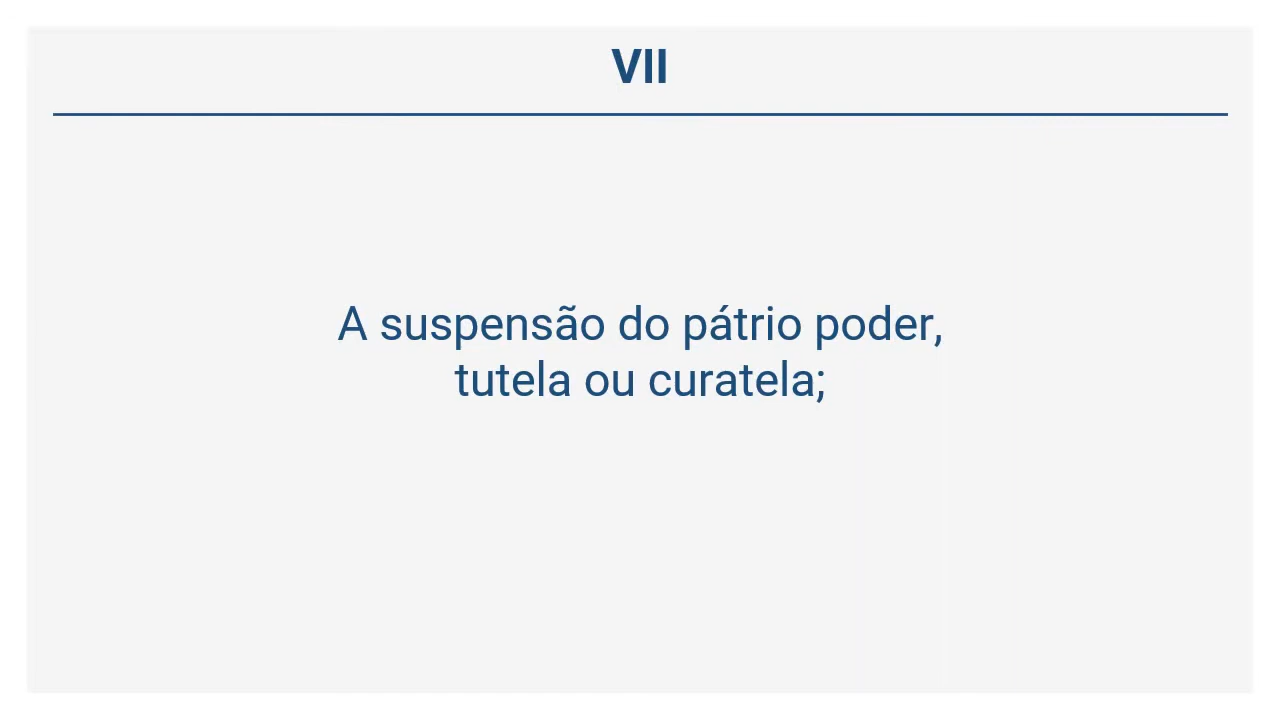 VII
A suspensão do pátrio poder,
tutela ou curatela;